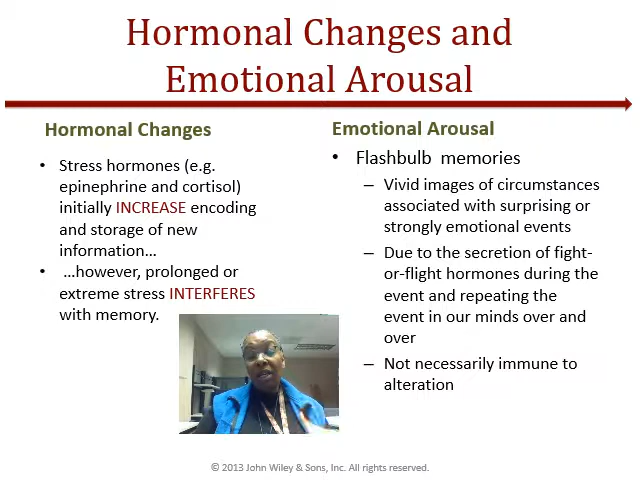 Hormonal Changes and
Emotional Arousal
Hormonal Changes
• Stress hormones (e.g.
epinephrine and cortisol)
initially INCREASE encoding
and storage of new
information…
• …however, prolonged or
extreme stress INTERFERES
with memory.
Emotional Arousal
• Flashbulb memories
– Vivid images of circumstances
associated with surprising or
strongly emotional events
– Due to the secretion of fight-
or-flight hormones during the
event and repeating the
event in our minds over and
over
– Not necessarily immune to
alteration
© 2013 John Wiley & Sons, Inc. All rights reserved.